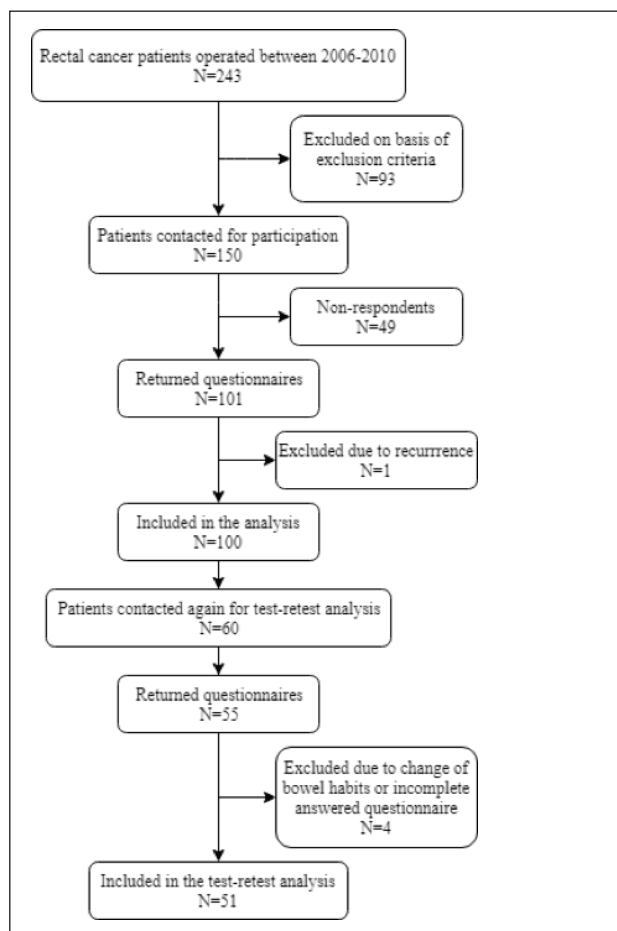 Rectal cancer patients operated between 2006-2010
N=243
Excluded on basis of
exclusion criteria
N=93
Patients contacted for participation
N=150
Non-respondents
N=49
Returned questionnaires
N=101
Excluded due to recurrrence
N=1
Included in the analysis
N=100
Patients contacted again for test-retest analysis
N=60
Returned questionnaires
N=55
Excluded due to change of
bowel habits or incomplete
answered questionnaire
N=4
Included in the test-retest analysis
N=51